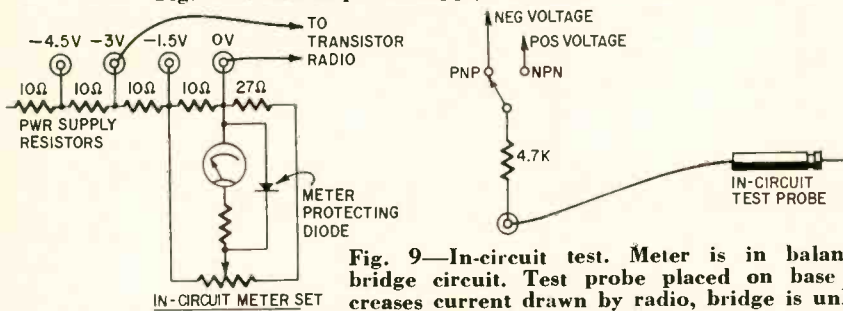 TO
TRANSISTOR
RADIO
-4.5V -3V -1.5V 0V
10Ω 10Ω 10Ω 10Ω 27Ω
PWR SUPPLY
RESISTORS
METER
PROTECTING
DIODE
IN-CIRCUIT METER SET
NEG VOLTAGE
POS VOLTAGE
PNP NPN
4.7K
IN-CIRCUIT
TEST PROBE
Fig. 9—In-circuit test. Meter is in balan
bridge circuit. Test probe placed on base
creases current drawn by radio, bridge is un